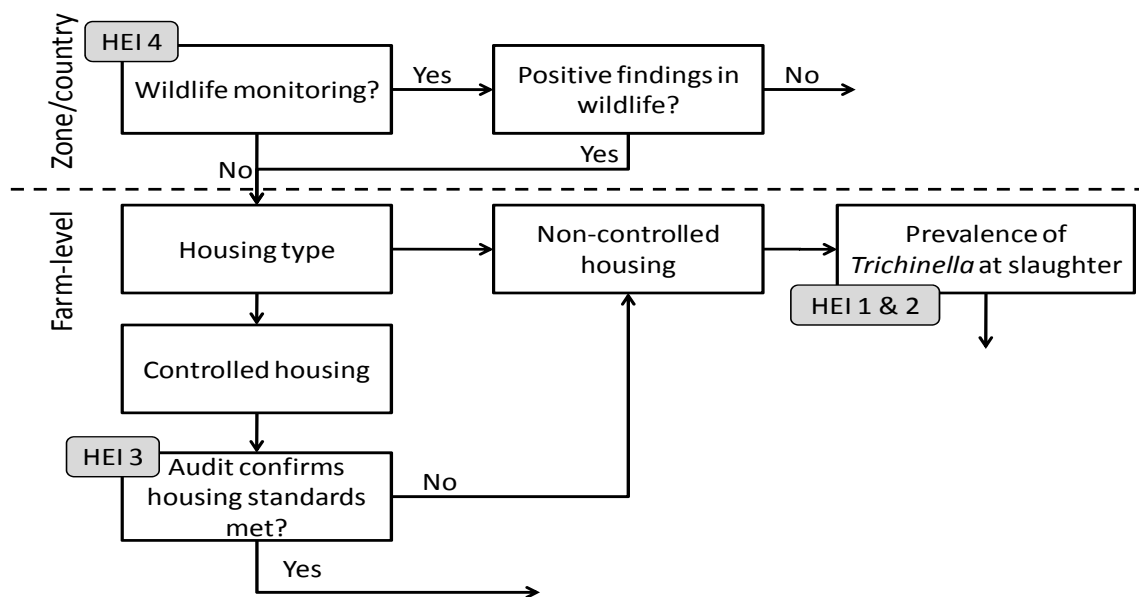 Zone/country
HEI 4
Wildlife monitoring?
Yes
Positive findings in
wildlife?
No
Yes
No
Farm-level
Housing type
Non-controlled
housing
Prevalence of
Trichinella at slaughter
HEI 1 & 2
Controlled housing
HEI 3
Audit confirms
housing standards
met?
No
Yes